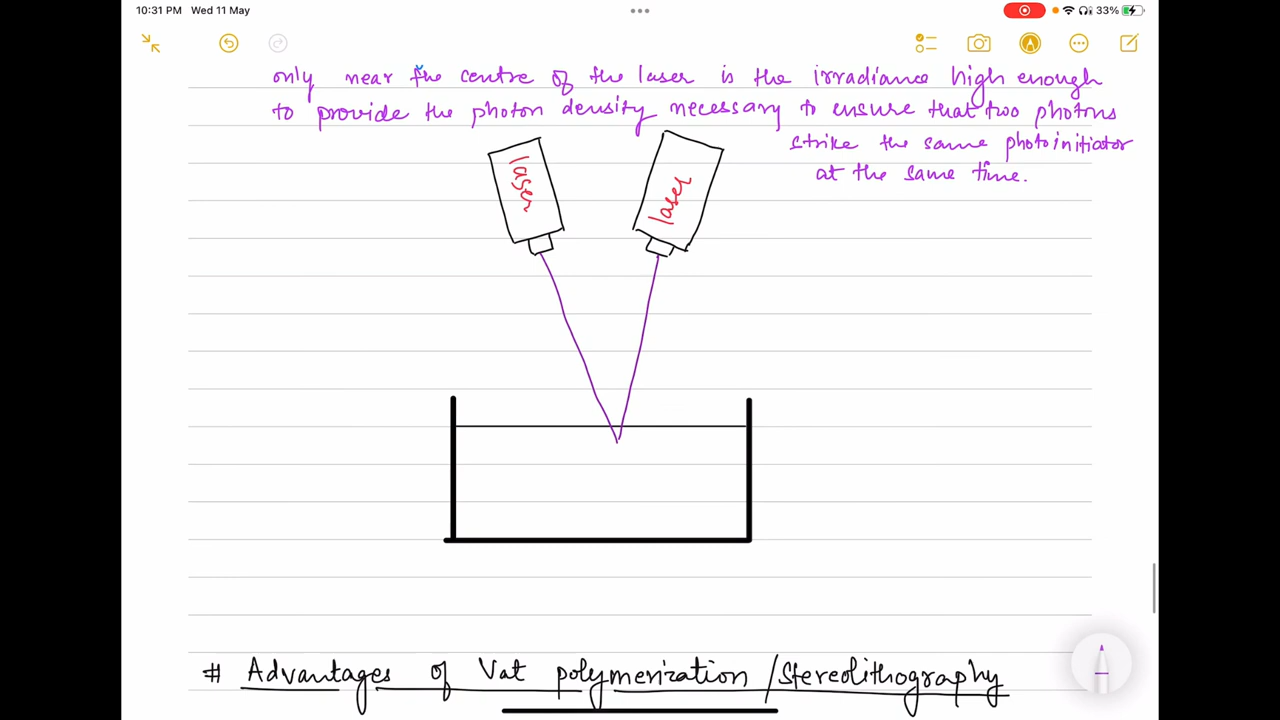 10:31 PM Wed 11 May
33%
only near the centre of the laser is the irradiance high enough
to provide the photon density necessary to ensure that two photons
strike the same photoinitiator
at the same time.
laser
laser
# Advantages of Vat polymerization / Stereolithography